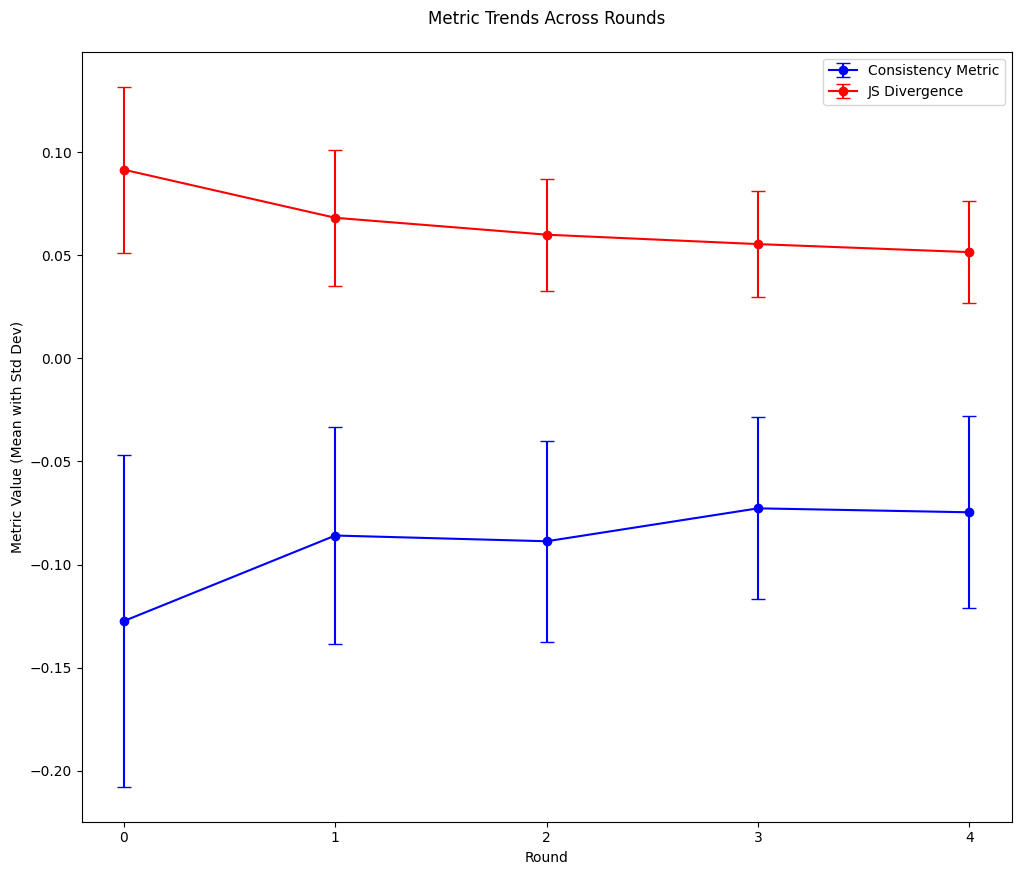 Metric Trends Across Rounds
Consistency Metric
JS Divergence
Metric Value (Mean with Std Dev)
0.10
0.05
0.00
−0.05
−0.10
−0.15
−0.20
0 1 2 3 4
Round